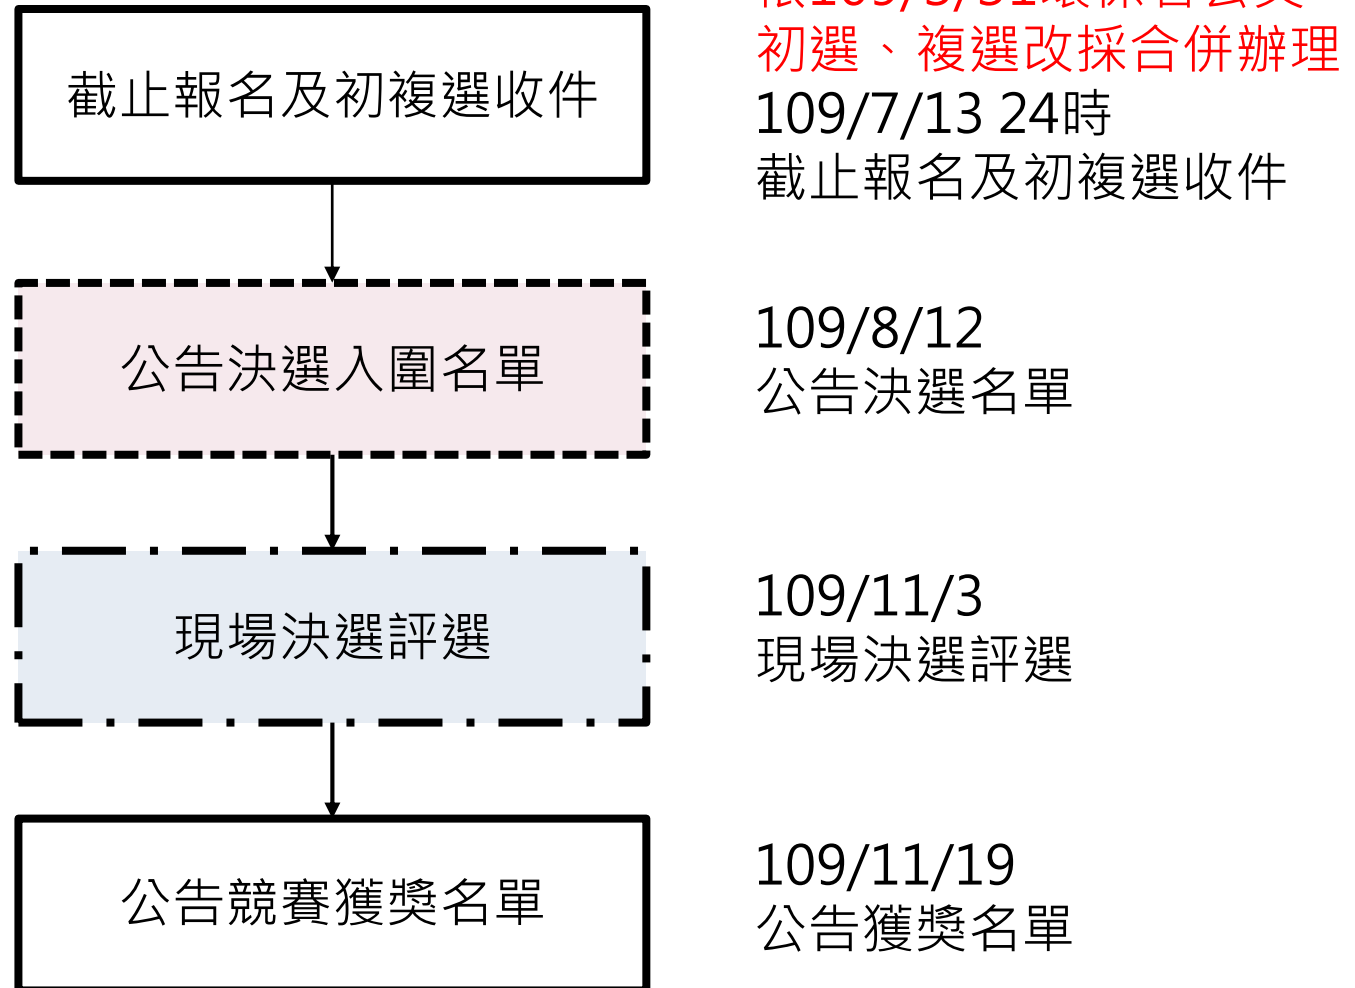 初選、複選改採合併辦理
截止報名及初複選收件
109/7/13 24時
截止報名及初複選收件
公告決選入圍名單
109/8/12
公告決選名單
現場決選評選
109/11/3
現場決選評選
公告競賽獲獎名單
109/11/19
公告獲獎名單